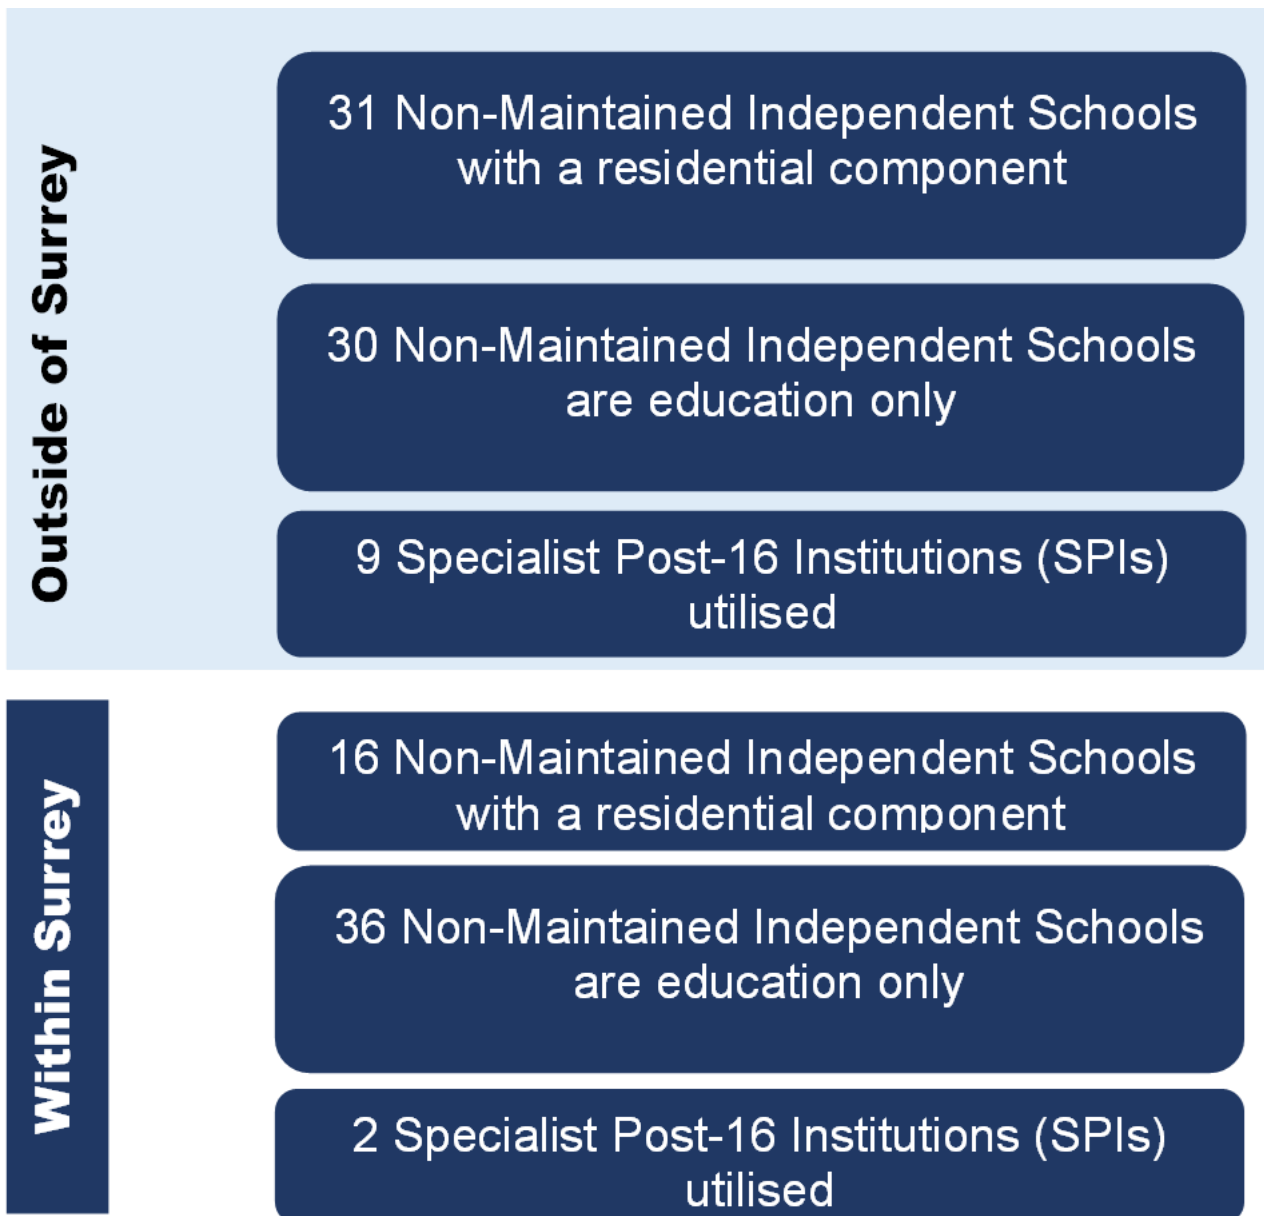 Outside of Surrey
31 Non-Maintained Independent Schools
with a residential component
30 Non-Maintained Independent Schools
are education only
9 Specialist Post-16 Institutions (SPIs)
utilised
Within Surrey
16 Non-Maintained Independent Schools
with a residential component
36 Non-Maintained Independent Schools
are education only
2 Specialist Post-16 Institutions (SPIs)
utilised